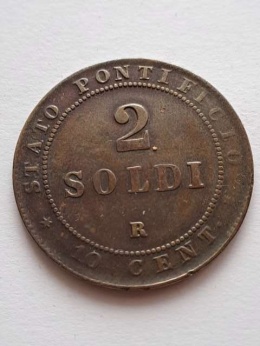 STATO PONTIFICIO
2.
SOLDI
R
* 10 CENT